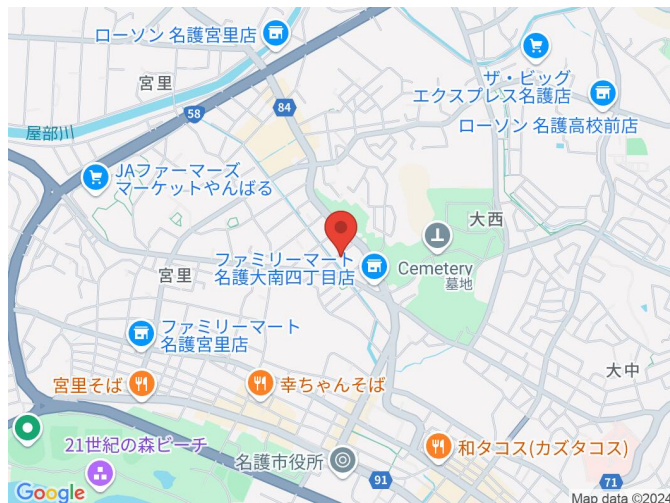 ローソン 名護宮里店
宮里
58
84
屋部川
ザ・ビッグ
エクスプレス名護店
ローソン 名護高校前店
JAファーマーズ
マーケットやんばる
大西
ファミリーマート
名護大南四丁目店
Cemetery
墓地
宮里
ファミリーマート
名護宮里店
大中
宮里そば
幸ちゃんそば
21世紀の森ビーチ
和タコス(カズタコス)
名護市役所
91
71
Google
Map data ©2024